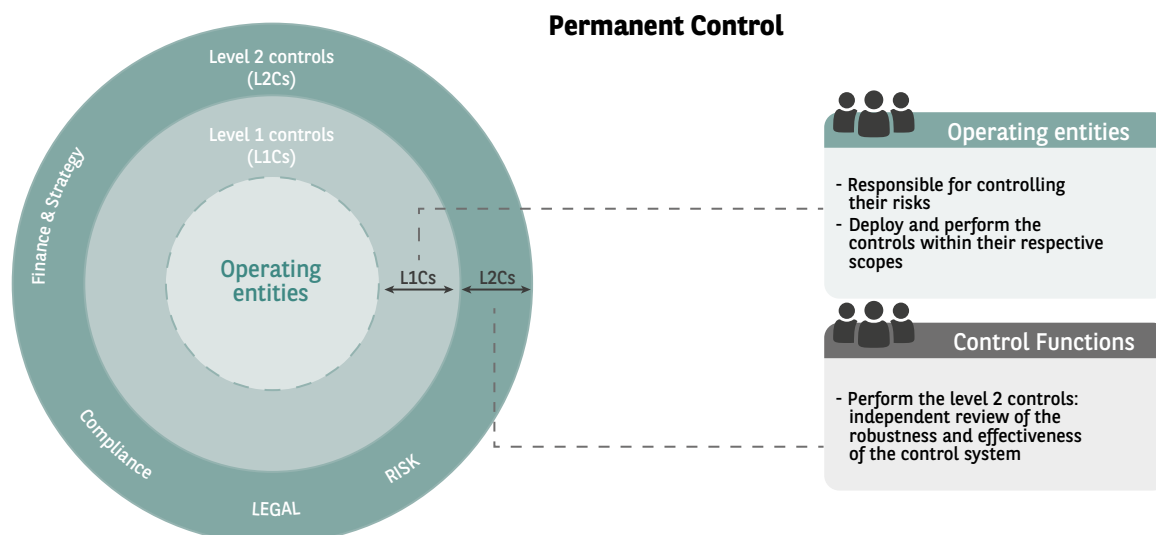 Permanent Control
Level 2 controls
(L2Cs)
Level 1 controls
(L1Cs)
Finance & Strategy
Operating
entities
L1Cs
L2Cs
Compliance
LEGAL
RISK
Operating entities
- Responsible for controlling
their risks
- Deploy and perform the
controls within their respective
scopes
Control Functions
- Perform the level 2 controls:
independent review of the
robustness and effectiveness
of the control system